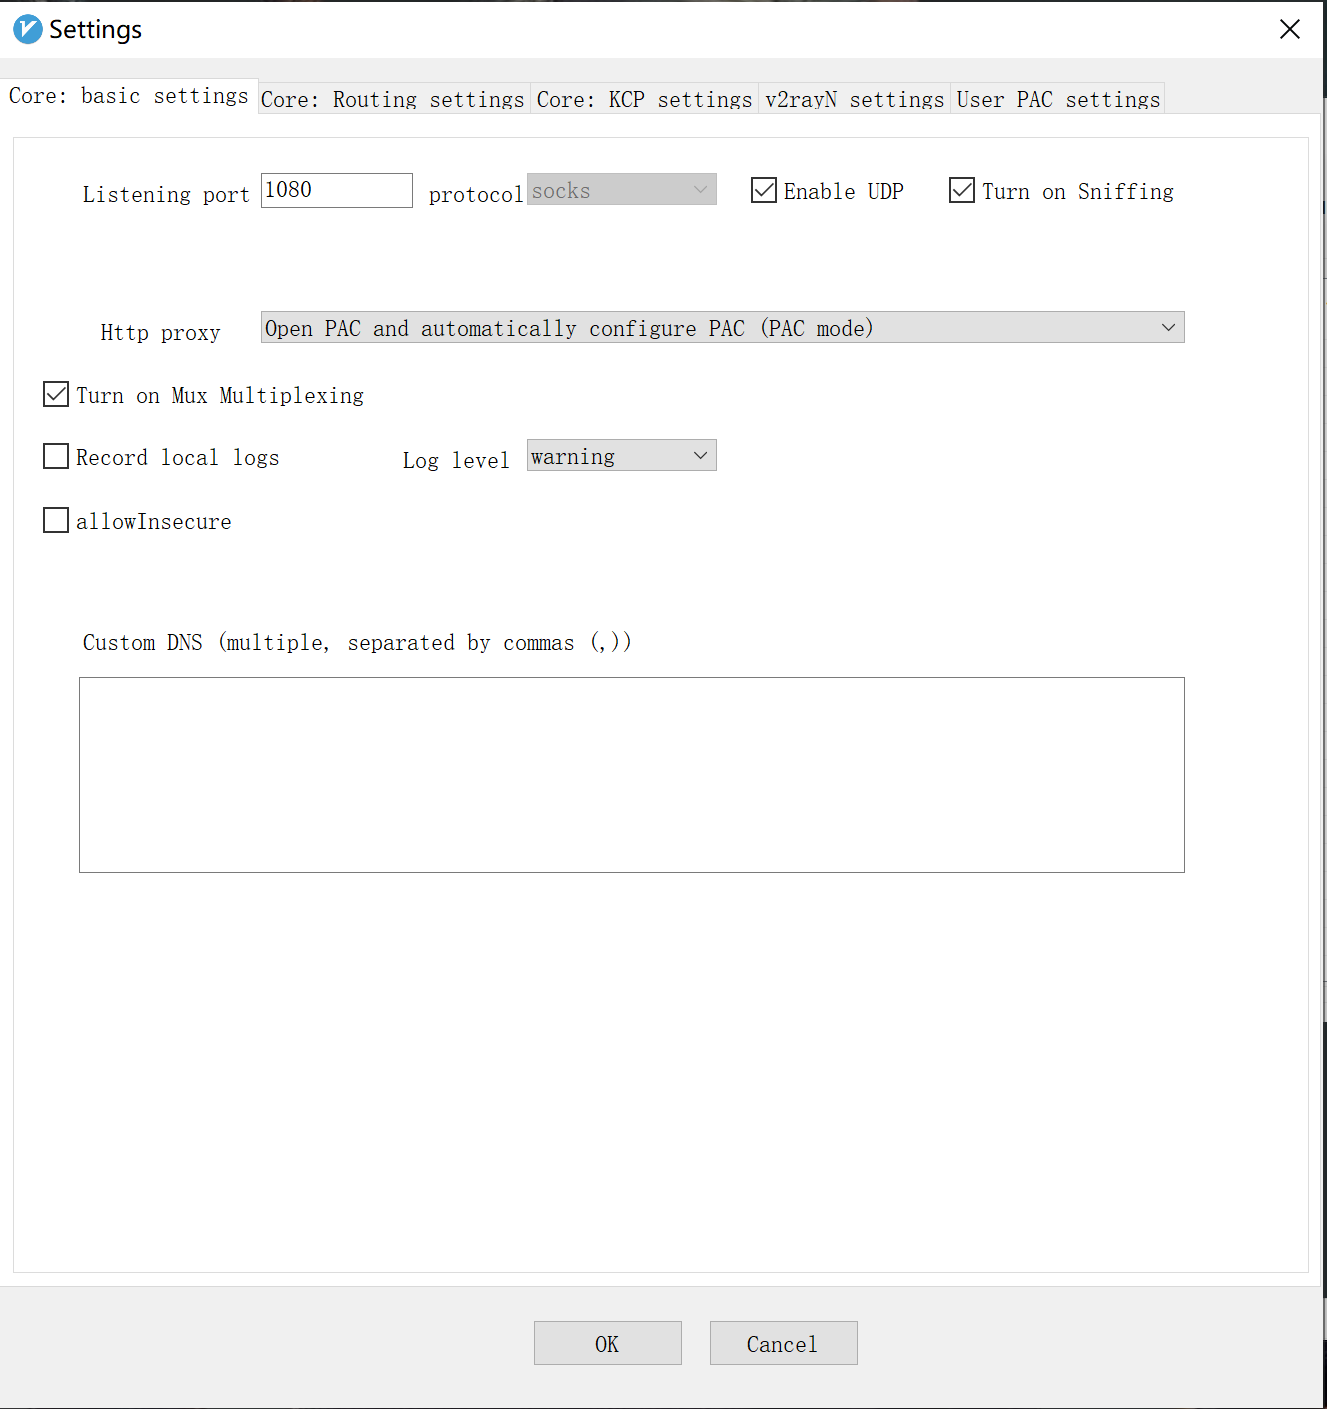 Settings
Core: basic settings Core: Routing settings Core: KCP settings v2rayN settings User PAC settings
Listening port 1080 protocol socks Enable UDP Turn on Sniffing
Http proxy Open PAC and automatically configure PAC (PAC mode)
Turn on Mux Multiplexing
Record local logs Log level warning
allowInsecure
Custom DNS (multiple, separated by commas (,))
OK Cancel